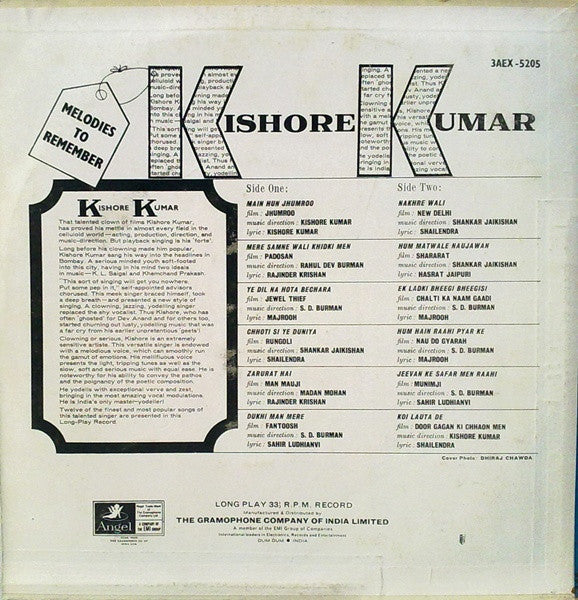 3AEX-5205
MELODIES
TO
REMEMBER
KISHORE KUMAR
KISHORE KUMAR
That talented clown of films Kishore Kumar,
has proved his mettle in almost every field in the
celluloid world—acting, production, direction, and
music-direction. But playback singing is his 'forte'.
Long before his clowning made him popular,
Kishore Kumar sang his way into the headlines in
Bombay. A serious minded youth soft-footed
into this city, having in his mind two ideals
in music—K. L. Saigal and Khemchand Prakash.
"This sort of singing will get you nowhere.
Put some pep in it," self-appointed advisors
chorused. This meek singer braced himself, took
a deep breath—and presented a new style of
singing. A clowning, jazzing, yodelling singer
replaced the shy vocalist. Thus Kishore, who has
often 'ghosted' for Dev Anand and for others too,
started churning out lusty, yodelling music that was
a far cry from his earlier unpretentious 'geets'.
Clowning or serious, Kishore is an extremely
sensitive artiste. This versatile singer is endowed
with a melodious voice, which can smoothly run
the gamut of emotions. His mellifluous voice
presents the light, tripping tunes as well as the
slow, soft and serious music with equal ease. He is
noteworthy for his ability to convey the pathos
and the poignancy of the poetic composition.
He yodells with exceptional verve and zest,
bringing in the most amazing vocal modulations.
He is India's only master-yodeller!
Twelve of the finest and most popular songs of
this talented singer are presented in this
Long-Play Record.
Side One:
MAIN HUN JHUMROO
film: JHUMROO
music direction: KISHORE KUMAR
lyric: KISHORE KUMAR
MERE SAMNE WALI KHIDKI MEN
film: PADOSAN
music direction: RAHUL DEV BURMAN
lyric: RAJINDER KRISHAN
YE DIL NA HOTA BECHARA
film: JEWEL THIEF
music direction: S. D. BURMAN
lyric: MAJROOH
CHHOTI SI YE DUNIYA
film: RUNGOLI
music direction: SHANKAR JAIKISHAN
lyric: SHAILENDRA
ZARURAT HAI
film: MAN MAUJI
music direction: MADAN MOHAN
lyric: RAJINDER KRISHAN
DUKHI MAN MERE
film: FANTOOSH
music direction: S. D. BURMAN
lyric: SAHIR LUDHIANVI
Side Two:
NAKHRE WALI
film: NEW DELHI
music direction: SHANKAR JAIKISHAN
lyric: SHAILENDRA
HUM MATWALE NAUJAWAN
film: SHARARAT
music direction: SHANKAR JAIKISHAN
lyric: HASRAT JAIPURI
EK LADKI BHEEGI BHEEGISI
film: CHALTI KA NAAM GAADI
music direction: S. D. BURMAN
lyric: MAJROOH
HUM HAIN RAAHI PYAR KE
film: NAU DO GYARAH
music direction: S. D. BURMAN
lyric: MAJROOH
JEEVAN KE SAFAR MEN RAAHI
film: MUNIMJI
music direction: S. D. BURMAN
lyric: SAHIR LUDHIANVI
KOI LAUTA DE
film: DOOR GAGAN KI CHHAON MEN
music direction: KISHORE KUMAR
lyric: SHAILENDRA
Cover Photo: DHIRAJ CHAWDA
Angel
LONG PLAY 33⅓ R.P.M. RECORD
Manufactured & Distributed by
THE GRAMOPHONE COMPANY OF INDIA LIMITED
A member of the EMI Group of Companies
International leaders in Electronics, Records and Entertainment
DUM DUM • INDIA